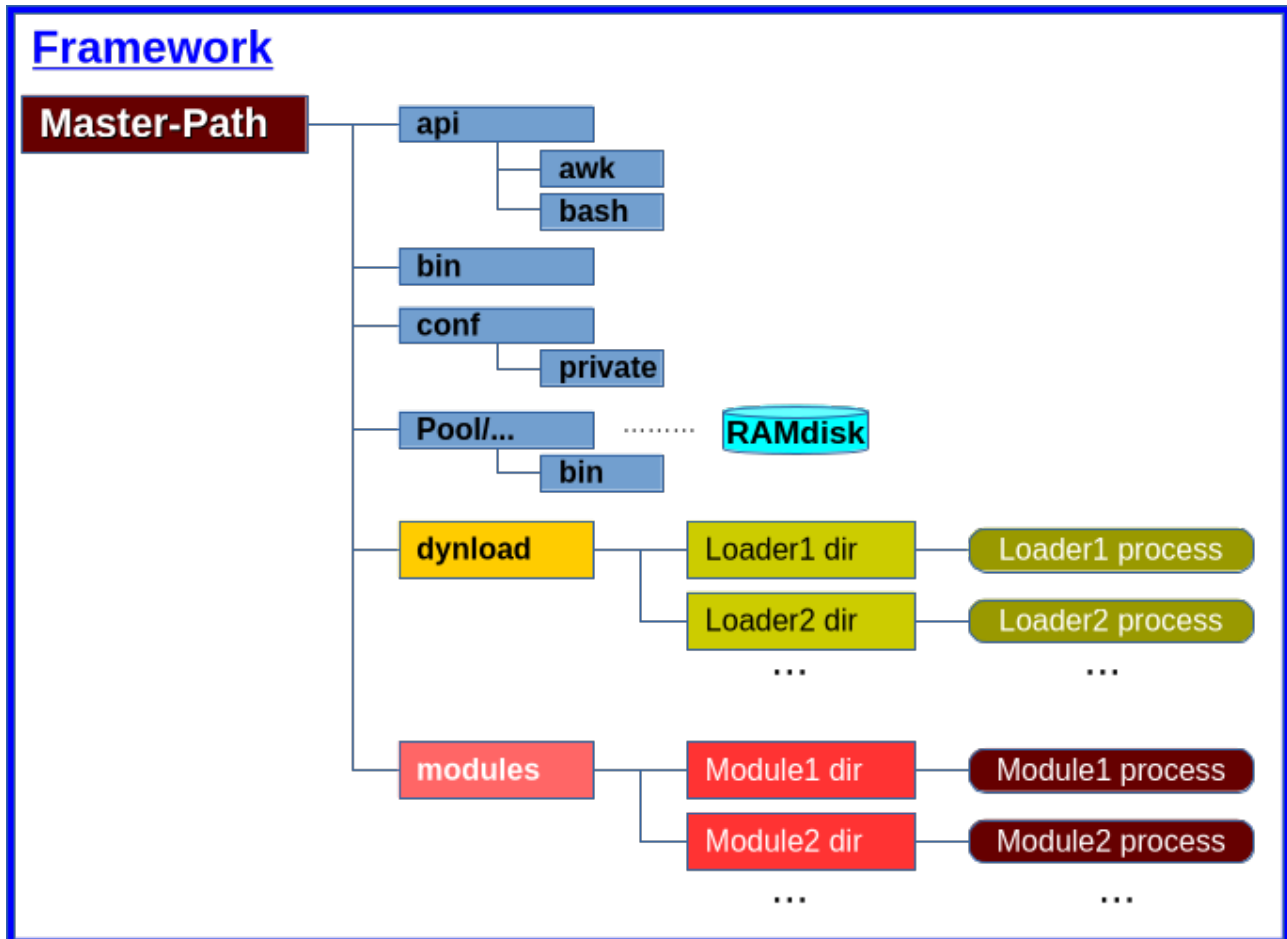 Framework
Master-Path
api
awk
bash
bin
conf
private
Pool/...
.........
RAMdisk
bin
dynload
Loader1 dir
Loader1 process
Loader2 dir
Loader2 process
...
...
modules
Module1 dir
Module1 process
Module2 dir
Module2 process
...
...